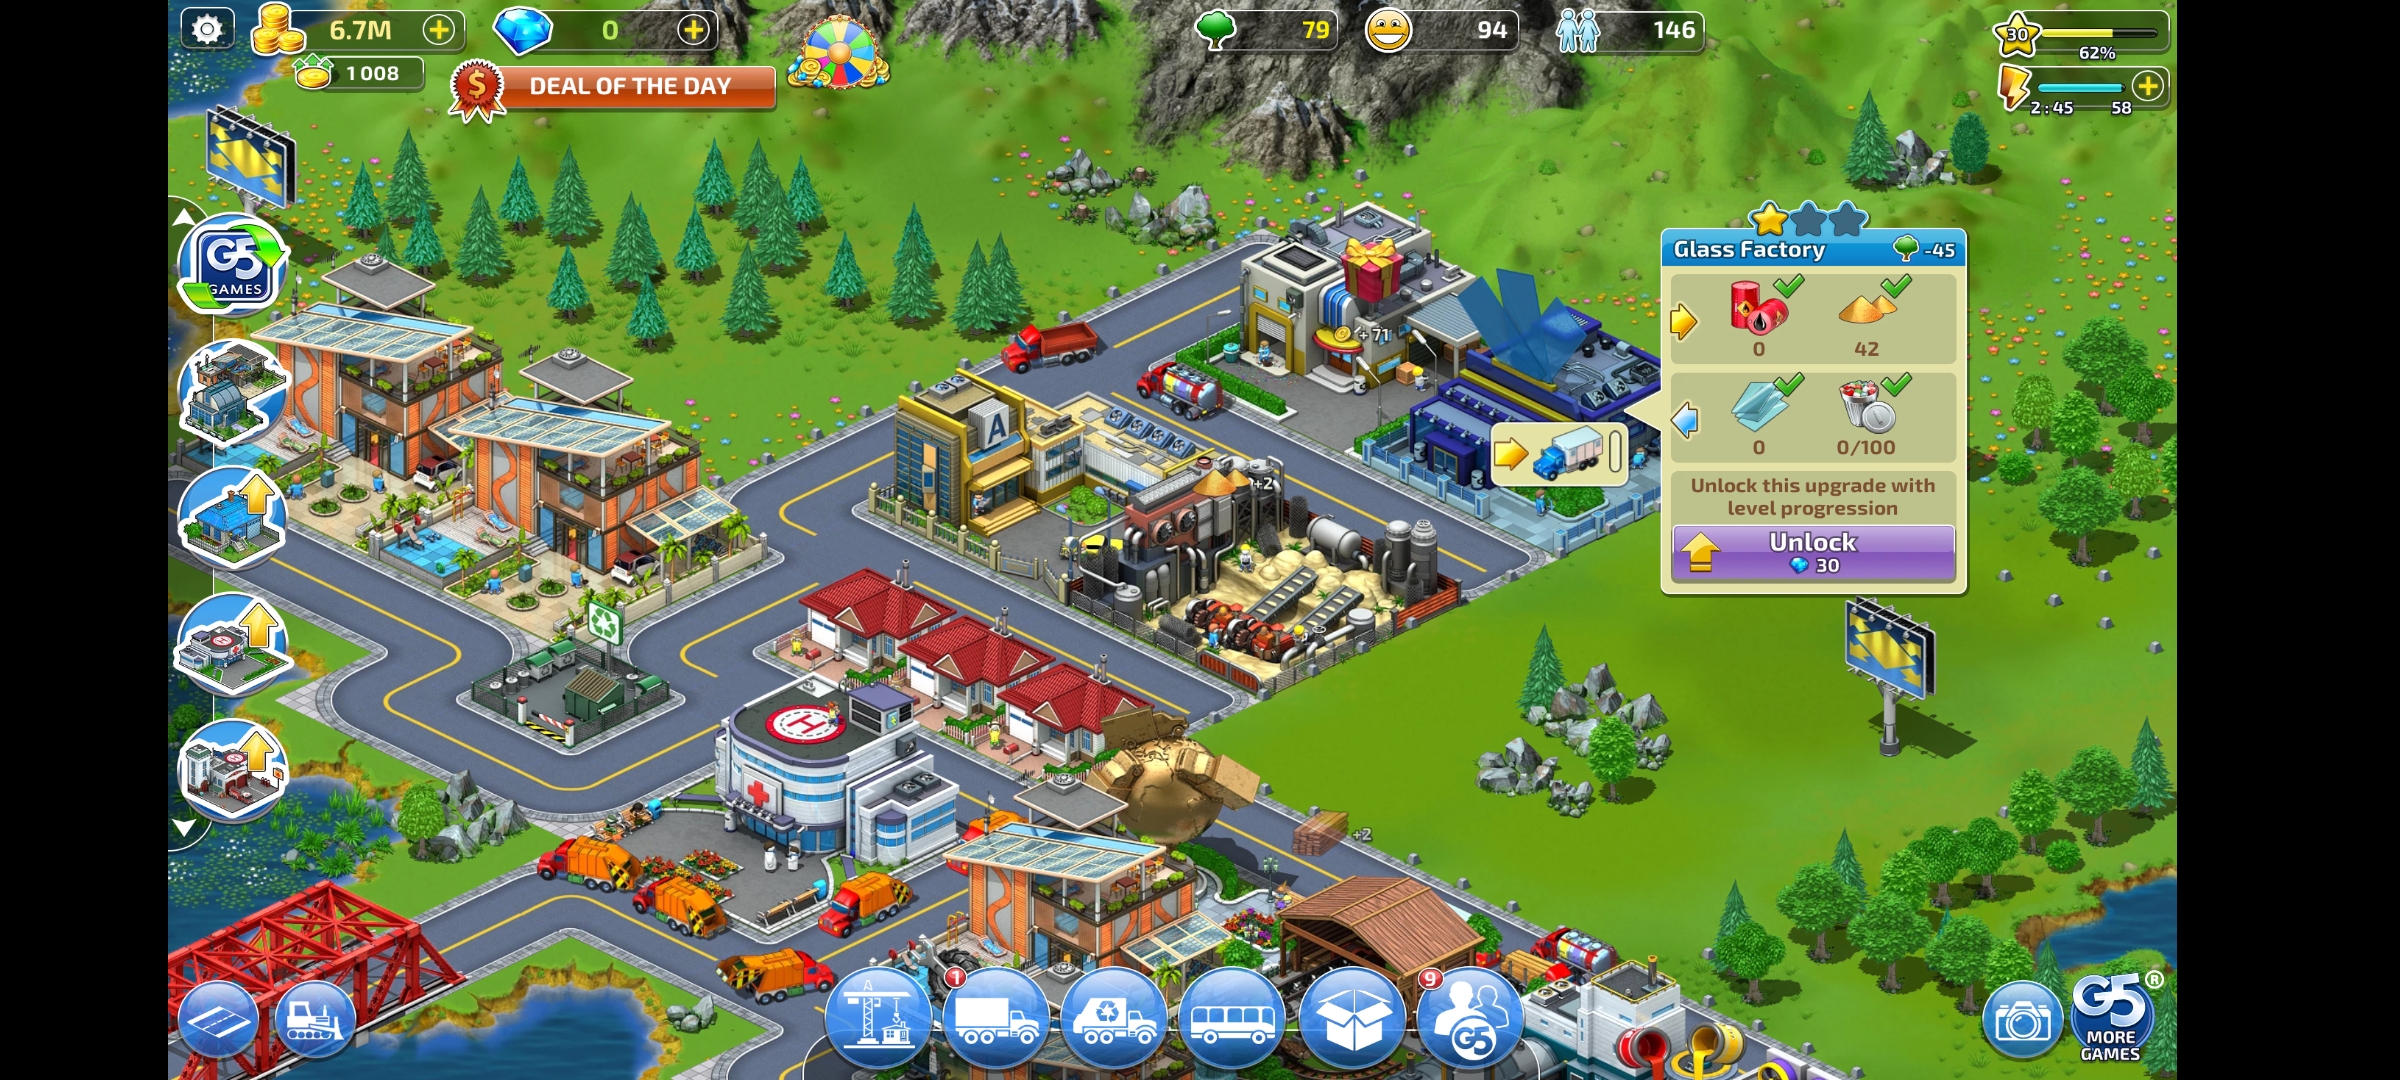 6.7M
0
79
94
146
30
62%
1 008
DEAL OF THE DAY
2:45
58
G5
GAMES
Glass Factory
-45
0
42
0
0/100
Unlock this upgrade with
level progression
Unlock
30
+71
A
+2
H
+2
1
9
G5
G5®
MORE
GAMES